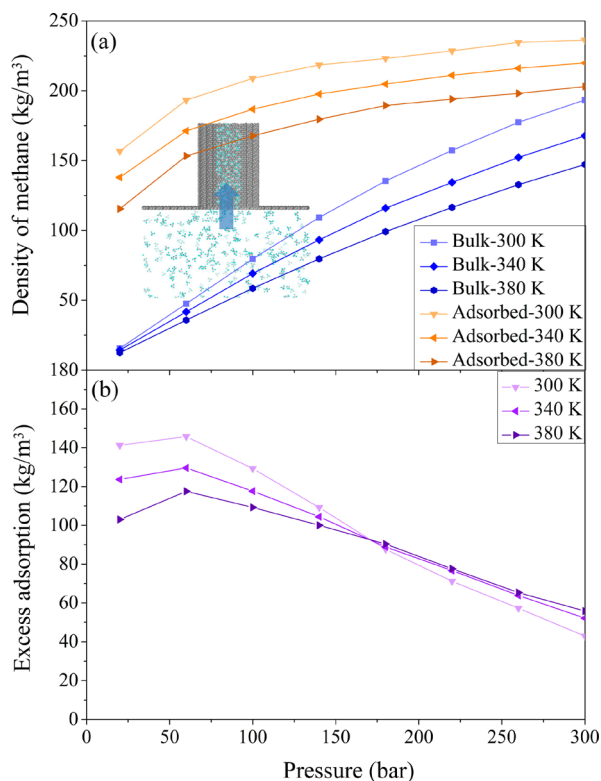 250
(a)
200
150
100
50
180
Density of methane (kg/m³)
Bulk-300 K
Bulk-340 K
Bulk-380 K
Adsorbed-300 K
Adsorbed-340 K
Adsorbed-380 K
(b)
160
140
120
100
80
60
40
20
0
Excess adsorption (kg/m³)
300 K
340 K
380 K
0 50 100 150 200 250 300
Pressure (bar)